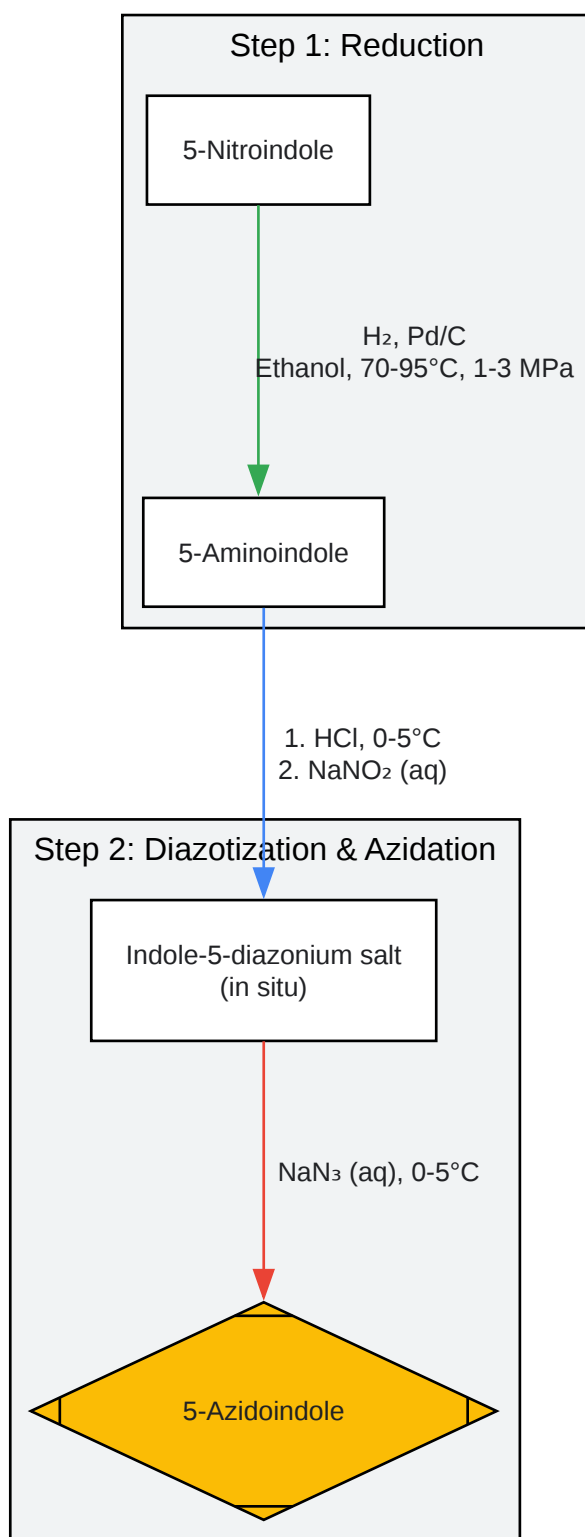 Step 1: Reduction
5-Nitroindole
H₂, Pd/C
Ethanol, 70-95°C, 1-3 MPa
5-Aminoindole
1. HCl, 0-5°C
2. NaNO₂ (aq)
Step 2: Diazotization & Azidation
Indole-5-diazonium salt
(in situ)
NaN₃ (aq), 0-5°C
5-Azidoindole